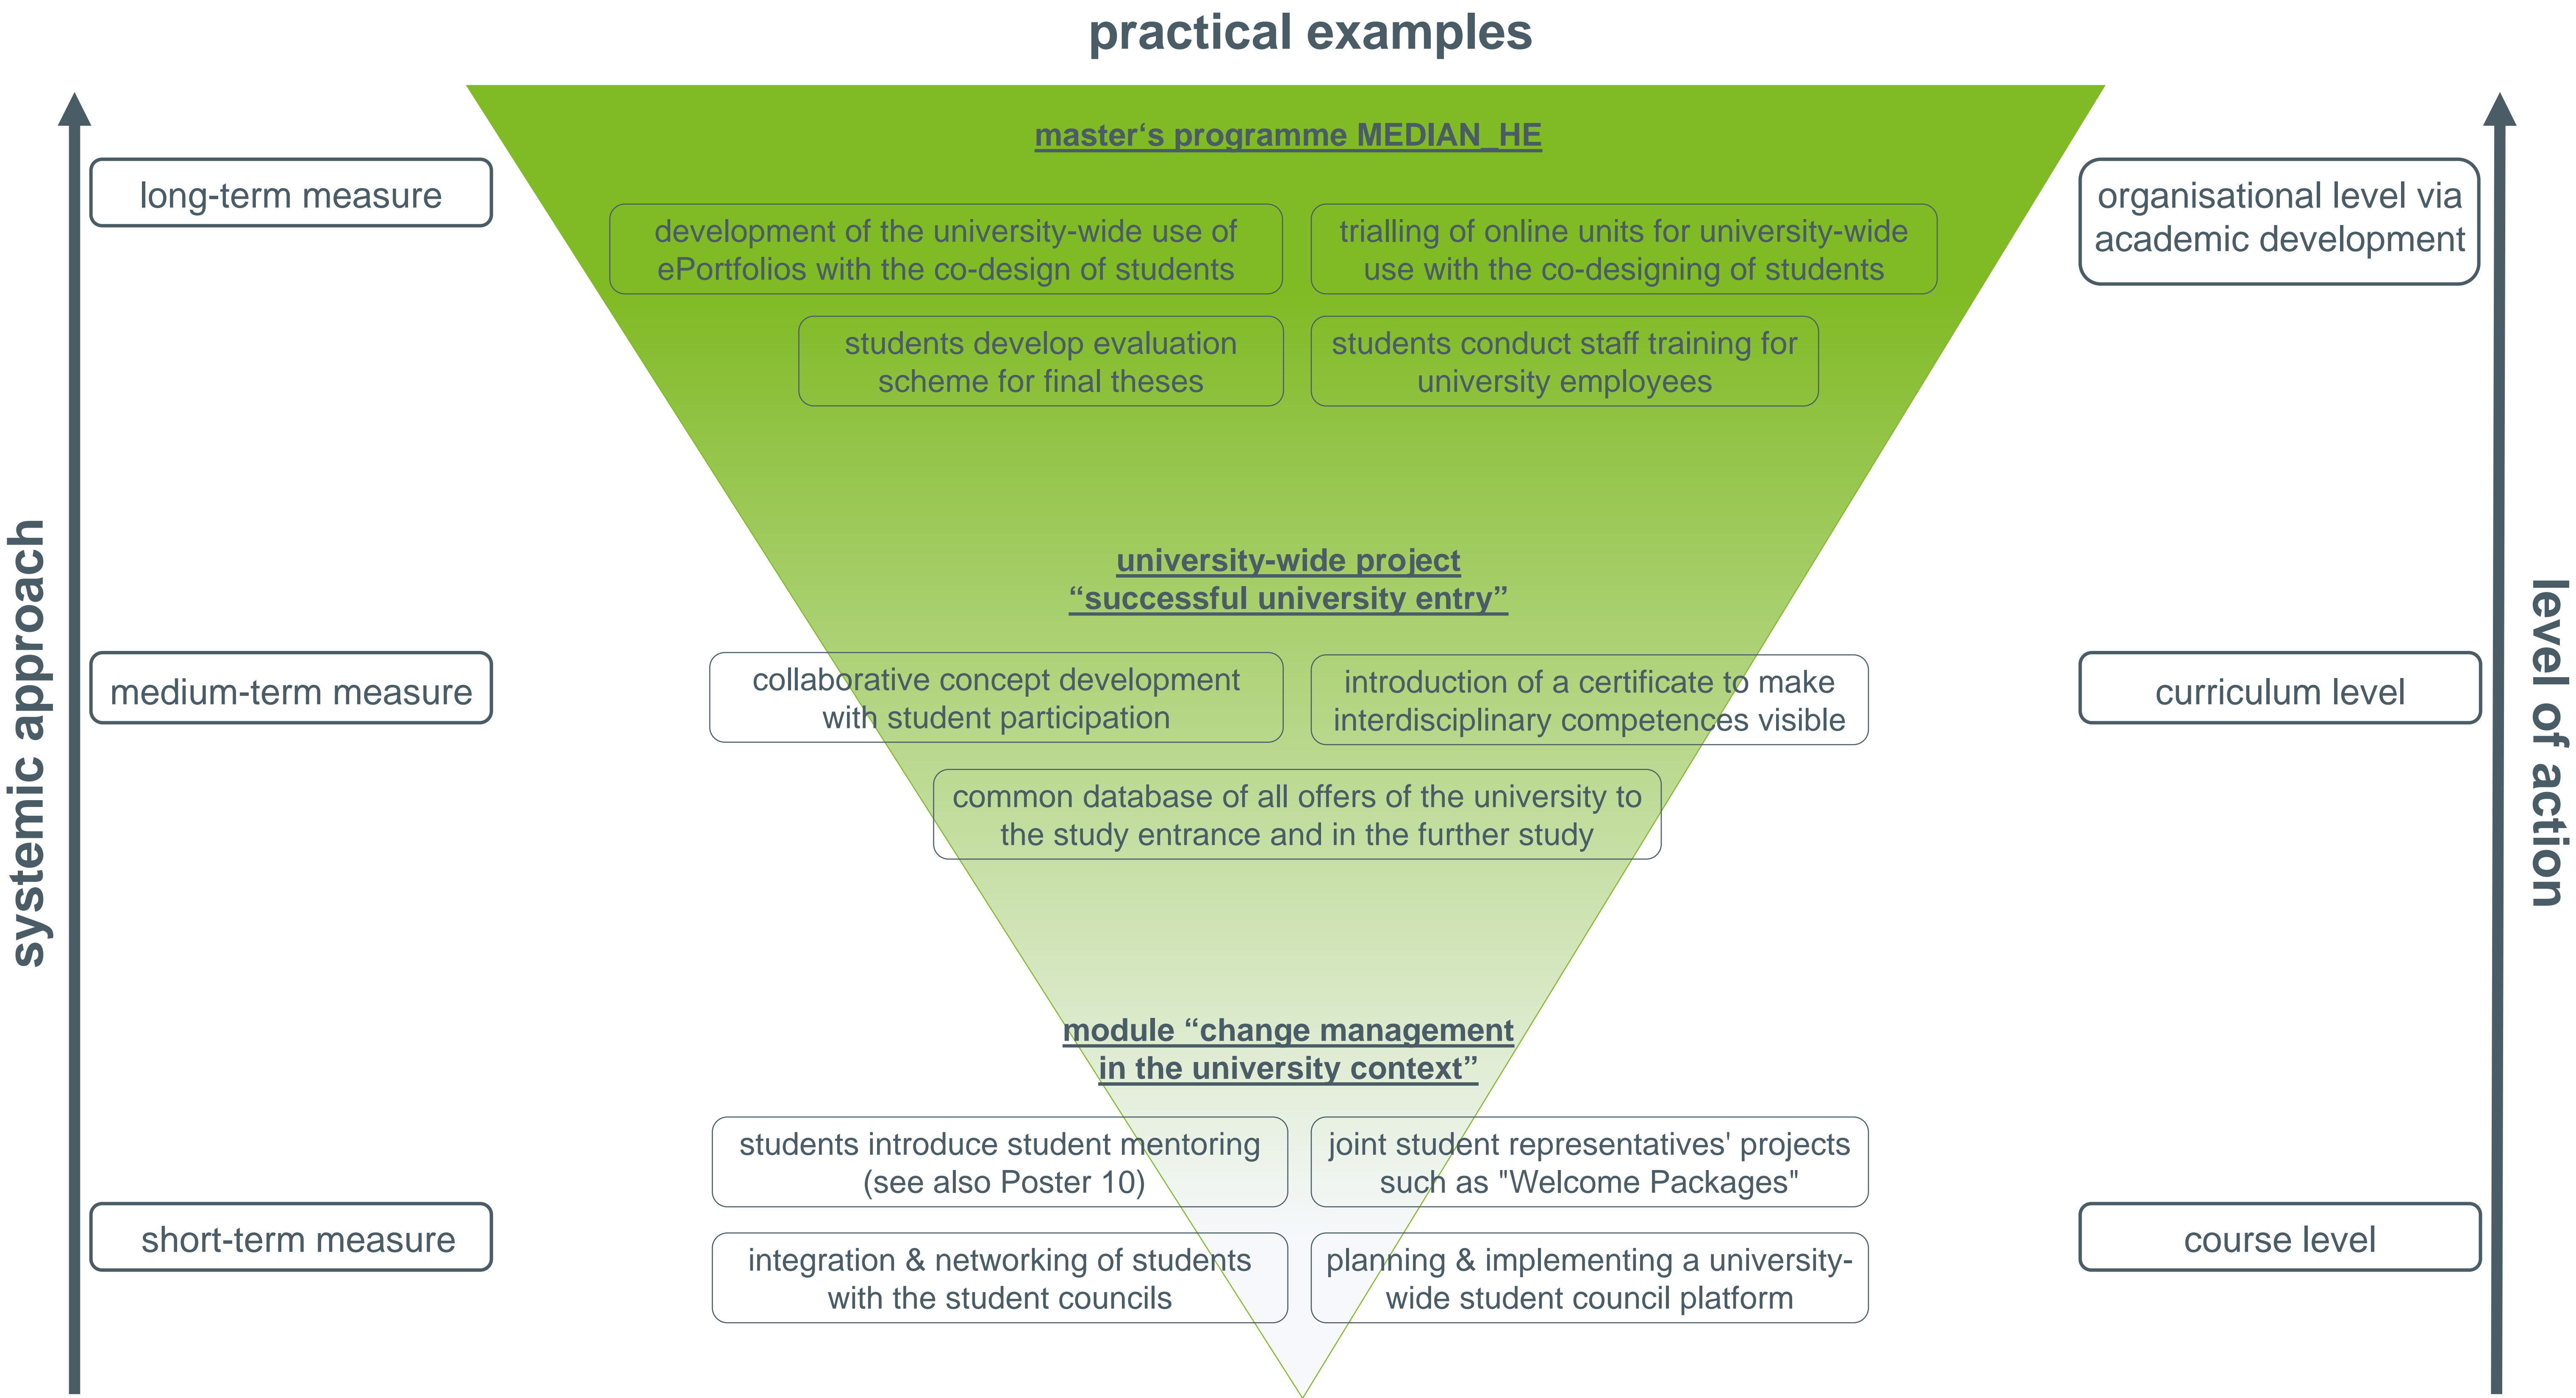 practical examples
systemic approach
level of action
long-term measure
master‘s programme MEDIAN_HE
organisational level via
academic development
development of the university-wide use of
ePortfolios with the co-design of students
trialling of online units for university-wide
use with the co-designing of students
students develop evaluation
scheme for final theses
students conduct staff training for
university employees
medium-term measure
university-wide project
“successful university entry”
curriculum level
collaborative concept development
with student participation
introduction of a certificate to make
interdisciplinary competences visible
common database of all offers of the university to
the study entrance and in the further study
short-term measure
module “change management
in the university context”
course level
students introduce student mentoring
(see also Poster 10)
joint student representatives' projects
such as "Welcome Packages"
integration & networking of students
with the student councils
planning & implementing a university-
wide student council platform